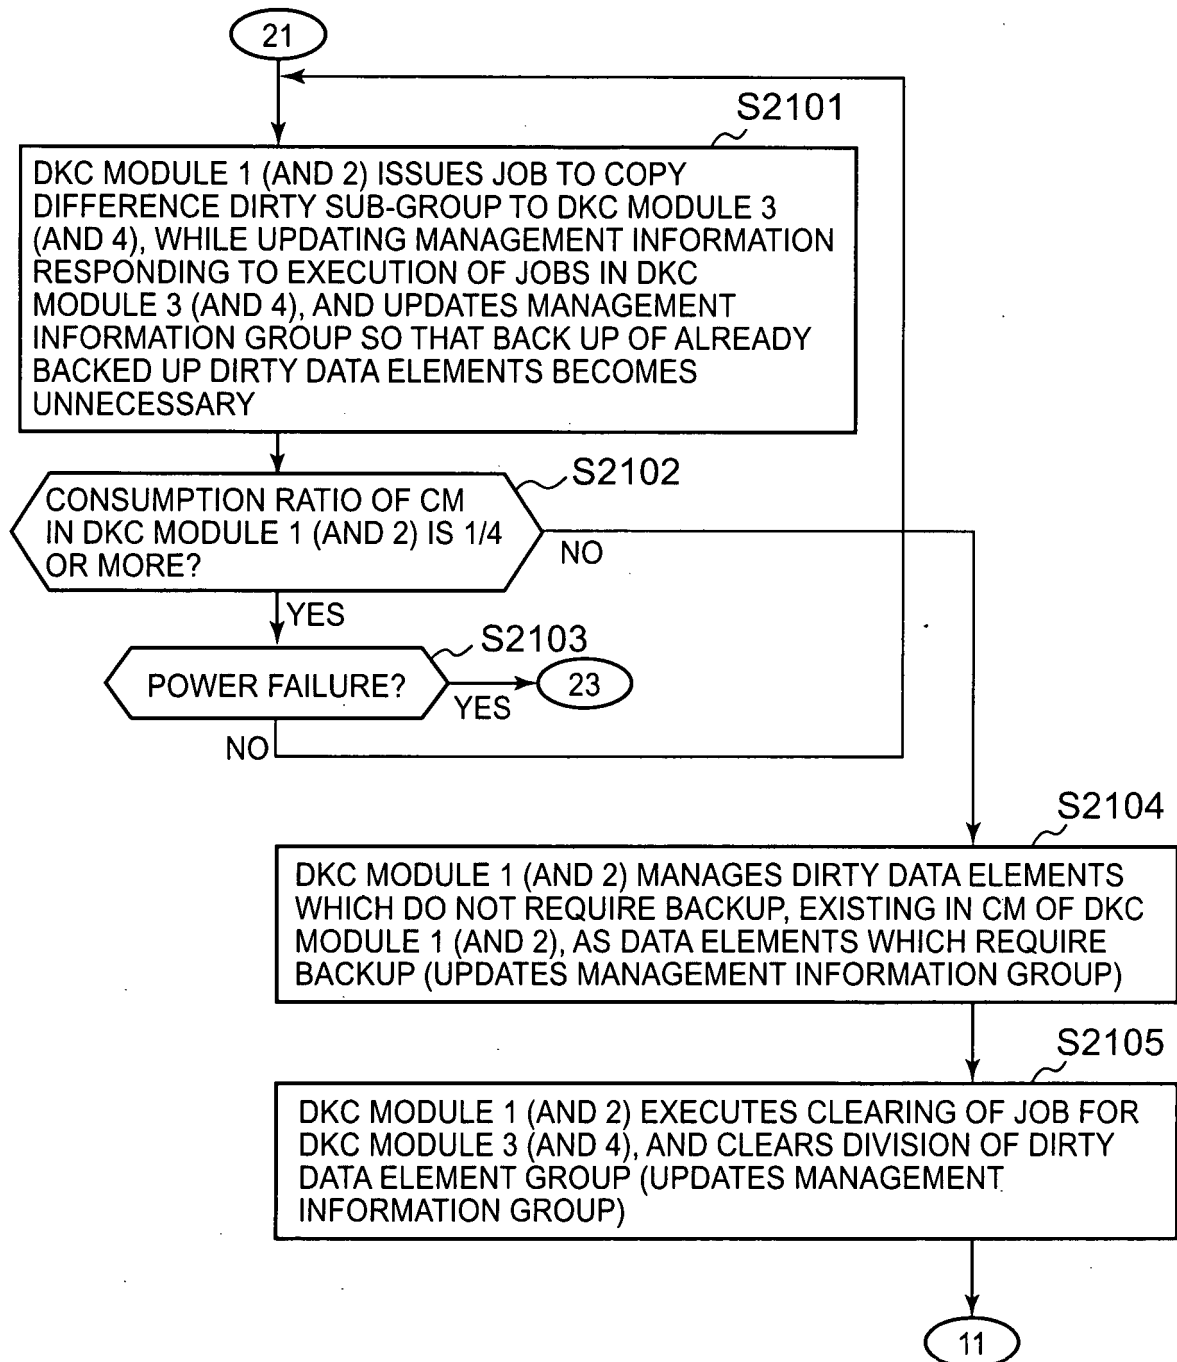 21
S2101
DKC MODULE 1 (AND 2) ISSUES JOB TO COPY
DIFFERENCE DIRTY SUB-GROUP TO DKC MODULE 3
(AND 4), WHILE UPDATING MANAGEMENT INFORMATION
RESPONDING TO EXECUTION OF JOBS IN DKC
MODULE 3 (AND 4), AND UPDATES MANAGEMENT
INFORMATION GROUP SO THAT BACK UP OF ALREADY
BACKED UP DIRTY DATA ELEMENTS BECOMES
UNNECESSARY
S2102
CONSUMPTION RATIO OF CM
IN DKC MODULE 1 (AND 2) IS 1/4
OR MORE?
NO
YES
S2103
POWER FAILURE?
YES
23
NO
S2104
DKC MODULE 1 (AND 2) MANAGES DIRTY DATA ELEMENTS
WHICH DO NOT REQUIRE BACKUP, EXISTING IN CM OF DKC
MODULE 1 (AND 2), AS DATA ELEMENTS WHICH REQUIRE
BACKUP (UPDATES MANAGEMENT INFORMATION GROUP)
S2105
DKC MODULE 1 (AND 2) EXECUTES CLEARING OF JOB FOR
DKC MODULE 3 (AND 4), AND CLEARS DIVISION OF DIRTY
DATA ELEMENT GROUP (UPDATES MANAGEMENT
INFORMATION GROUP)
11